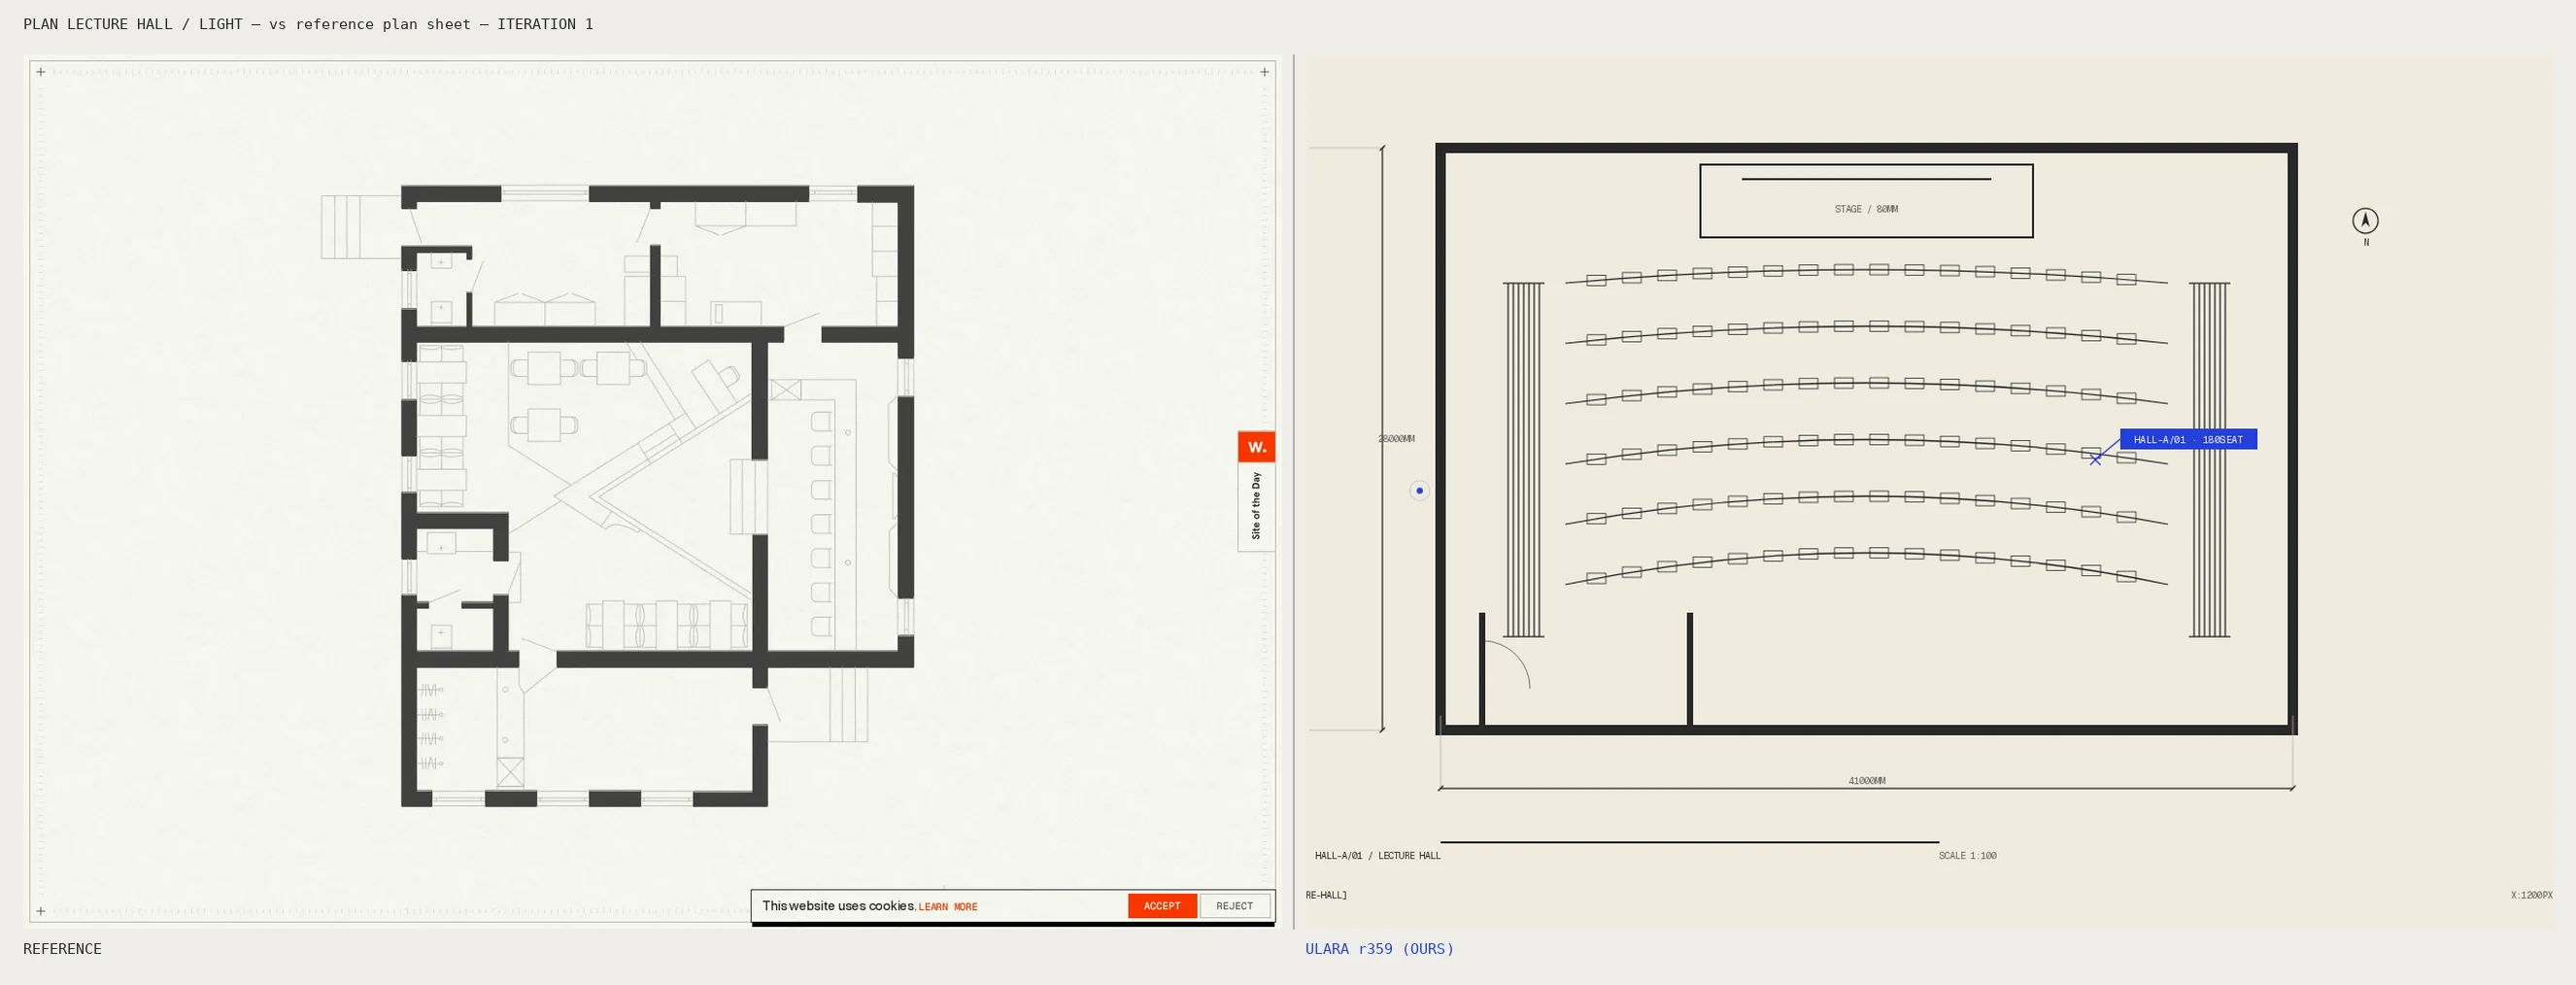 PLAN LECTURE HALL / LIGHT — vs reference plan sheet — ITERATION 1
W.
Site of the Day
This website uses cookies. LEARN MORE
ACCEPT
REJECT
REFERENCE
STAGE / 80MM
N
28000MM
HALL-A/01 · 180SEAT
41000MM
HALL-A/01 / LECTURE HALL
SCALE 1:100
RE-HALL]
X:1200PX
ULARA r359 (OURS)